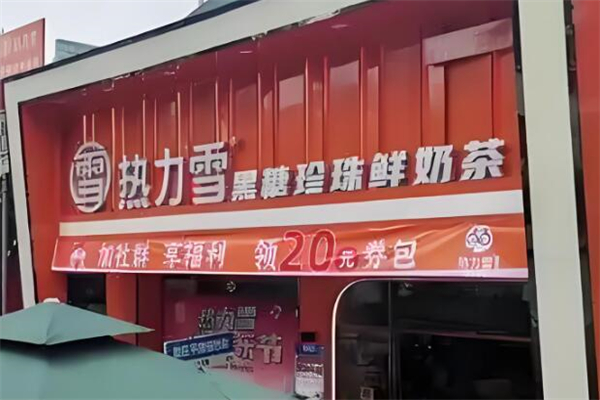 雪 热力雪 黑糖珍珠鲜奶茶
加社群 享福利 领20元券包
热力雪